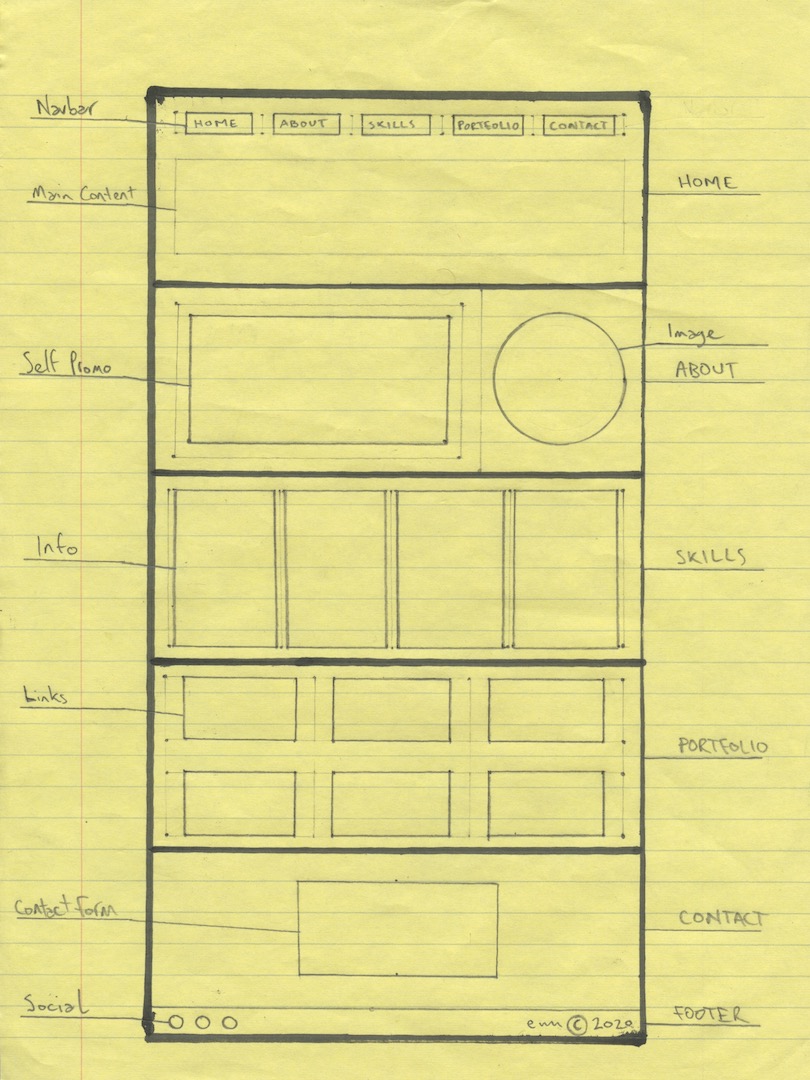 Navbar
HOME ABOUT SKILLS PORTFOLIO CONTACT
Main Content
HOME
Image
Self Promo
ABOUT
Info
SKILLS
Links
PORTFOLIO
Contact Form
CONTACT
Social
© 2020
FOOTER